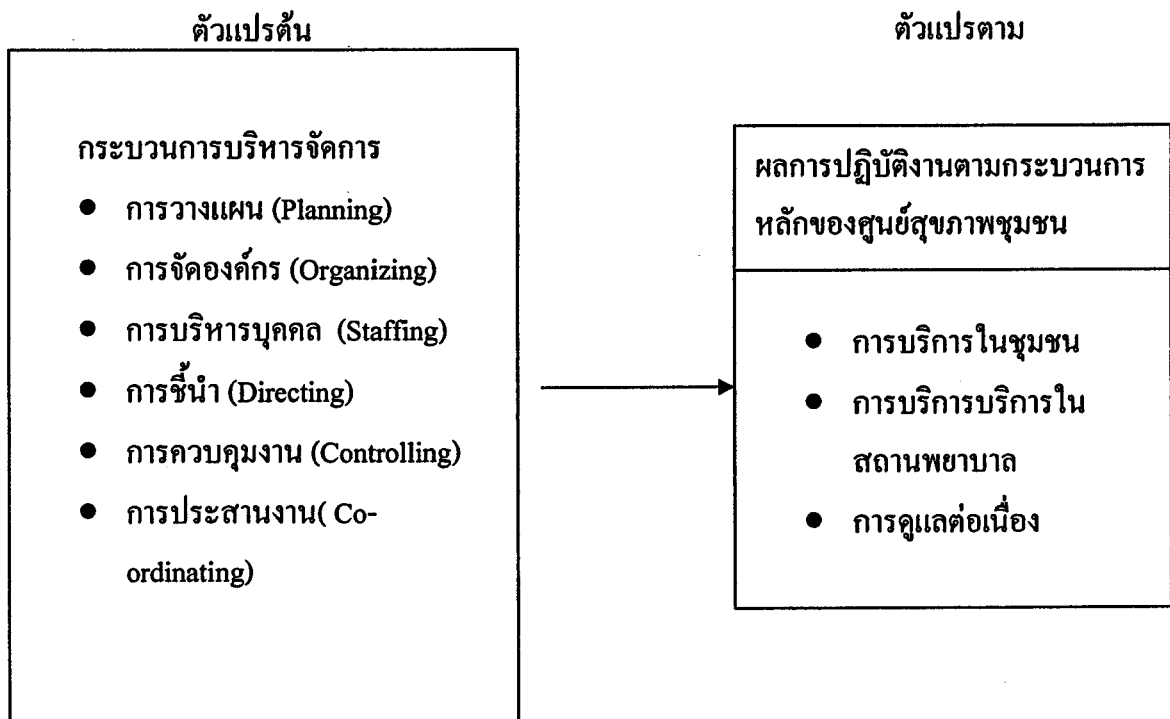 ตัวแปรต้น
กระบวนการบริหารจัดการ
● การวางแผน (Planning)
● การจัดองค์กร (Organizing)
● การบริหารบุคคล (Staffing)
● การชี้นำ (Directing)
● การควบคุมงาน (Controlling)
● การประสานงาน( Co-
ordinating)
ตัวแปรตาม
ผลการปฏิบัติงานตามกระบวนการ
หลักของศูนย์สุขภาพชุมชน
● การบริการในชุมชน
● การบริการบริการใน
สถานพยาบาล
● การดูแลต่อเนื่อง